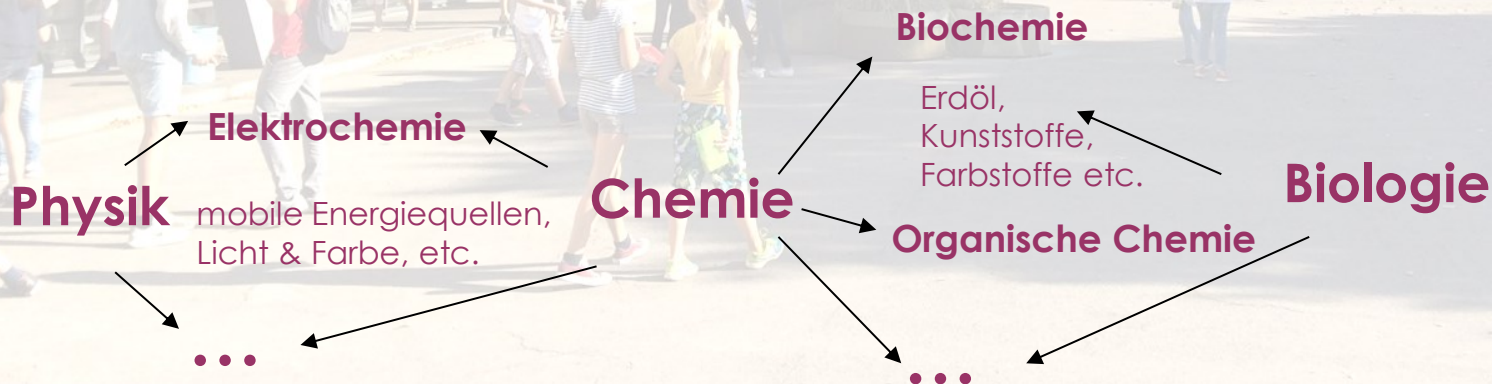 Biochemie
Erdöl,
Kunststoffe,
Farbstoffe etc.
Elektrochemie
Physik
mobile Energiequellen,
Licht & Farbe, etc.
Chemie
Biologie
Organische Chemie
...
...